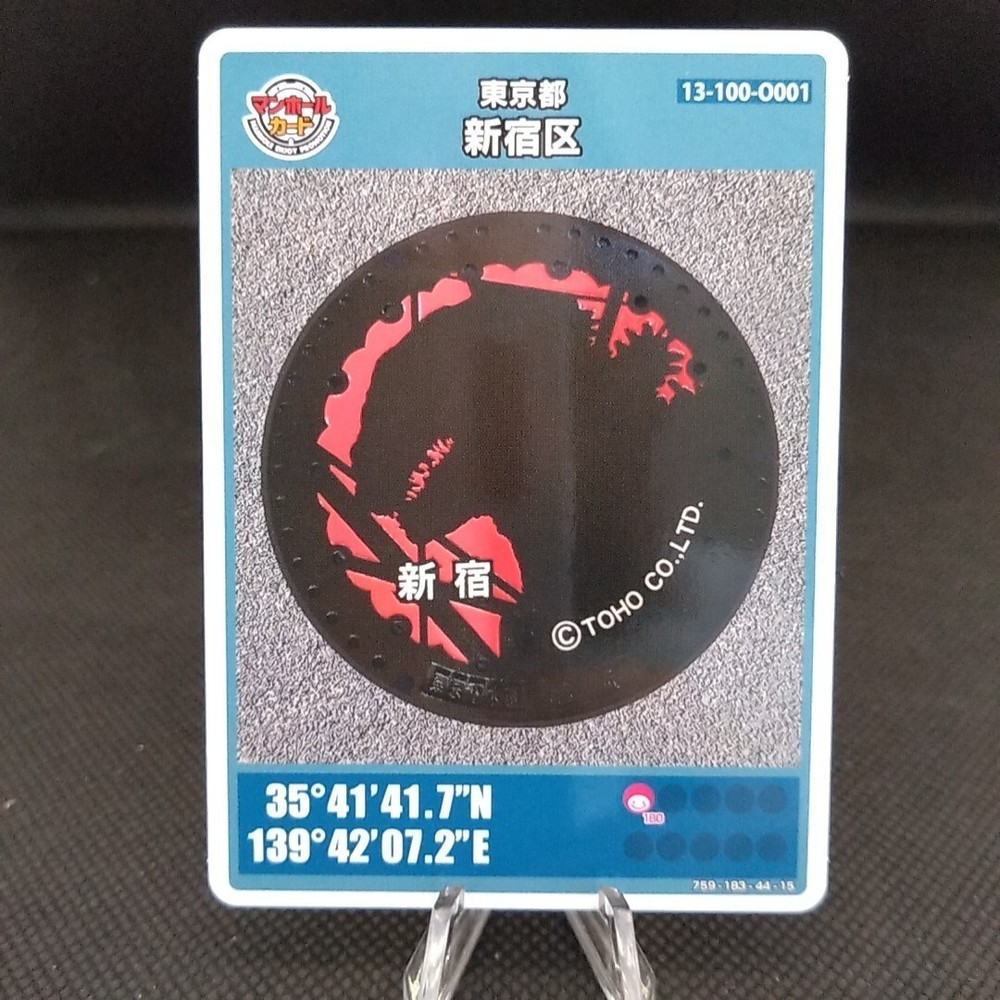 マンホール
カード
東京都
新宿区
13-100-O001
新宿
©TOHO CO.,LTD.
35°41'41.7"N
139°42'07.2"E
180
759-183-44-15